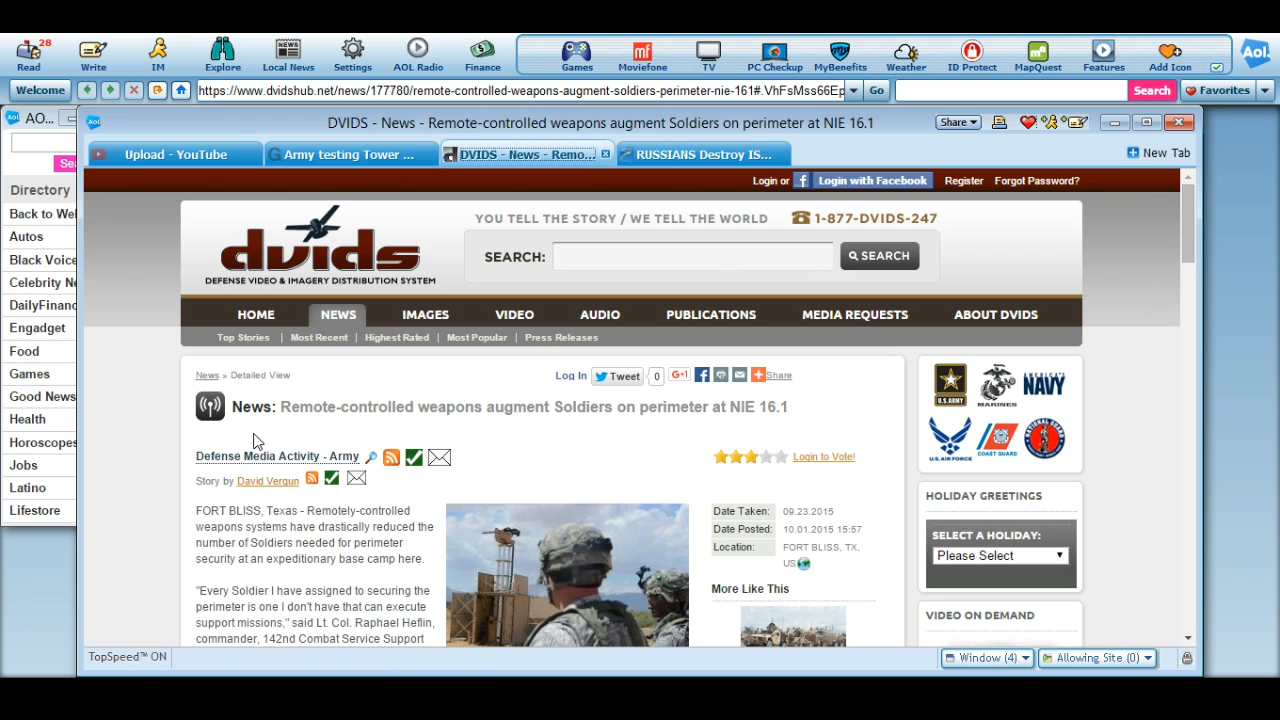 28
Read Write IM Explore Local News Settings AOL Radio Finance Games Moviefone TV PC Checkup MyBenefits Weather ID Protect MapQuest Features Add Icon Aol.
Welcome https://www.dvidshub.net/news/177780/remote-controlled-weapons-augment-soldiers-perimeter-nie-161#.VhFsMss66Ep Go Search Favorites
AO...
DVIDS - News - Remote-controlled weapons augment Soldiers on perimeter at NIE 16.1 Share
Upload - YouTube Army testing Tower ... DVIDS - News - Remo... RUSSIANS Destroy IS... New Tab
Sea
Directory
Back to Wel
Autos
Black Voice
Celebrity Ne
DailyFinanc
Engadget
Food
Games
Good News
Health
Horoscopes
Jobs
Latino
Lifestore
Login or Login with Facebook Register Forgot Password?
dvids
DEFENSE VIDEO & IMAGERY DISTRIBUTION SYSTEM
YOU TELL THE STORY / WE TELL THE WORLD 1-877-DVIDS-247
SEARCH: SEARCH
HOME NEWS IMAGES VIDEO AUDIO PUBLICATIONS MEDIA REQUESTS ABOUT DVIDS
Top Stories | Most Recent | Highest Rated | Most Popular | Press Releases
News » Detailed View Log In Tweet 0 G+1 Share
News: Remote-controlled weapons augment Soldiers on perimeter at NIE 16.1
Defense Media Activity - Army
Login to Vote!
Story by David Vergun
FORT BLISS, Texas - Remotely-controlled
weapons systems have drastically reduced the
number of Soldiers needed for perimeter
security at an expeditionary base camp here.
"Every Soldier I have assigned to securing the
perimeter is one I don't have that can execute
support missions," said Lt. Col. Raphael Heflin,
commander, 142nd Combat Service Support
Date Taken: 09.23.2015
Date Posted: 10.01.2015 15:57
Location: FORT BLISS, TX,
US
More Like This
U.S.ARMY MARINES NAVY
U.S. AIR FORCE COAST GUARD
HOLIDAY GREETINGS
SELECT A HOLIDAY:
Please Select
VIDEO ON DEMAND
TopSpeed™ ON Window (4) Allowing Site (0)